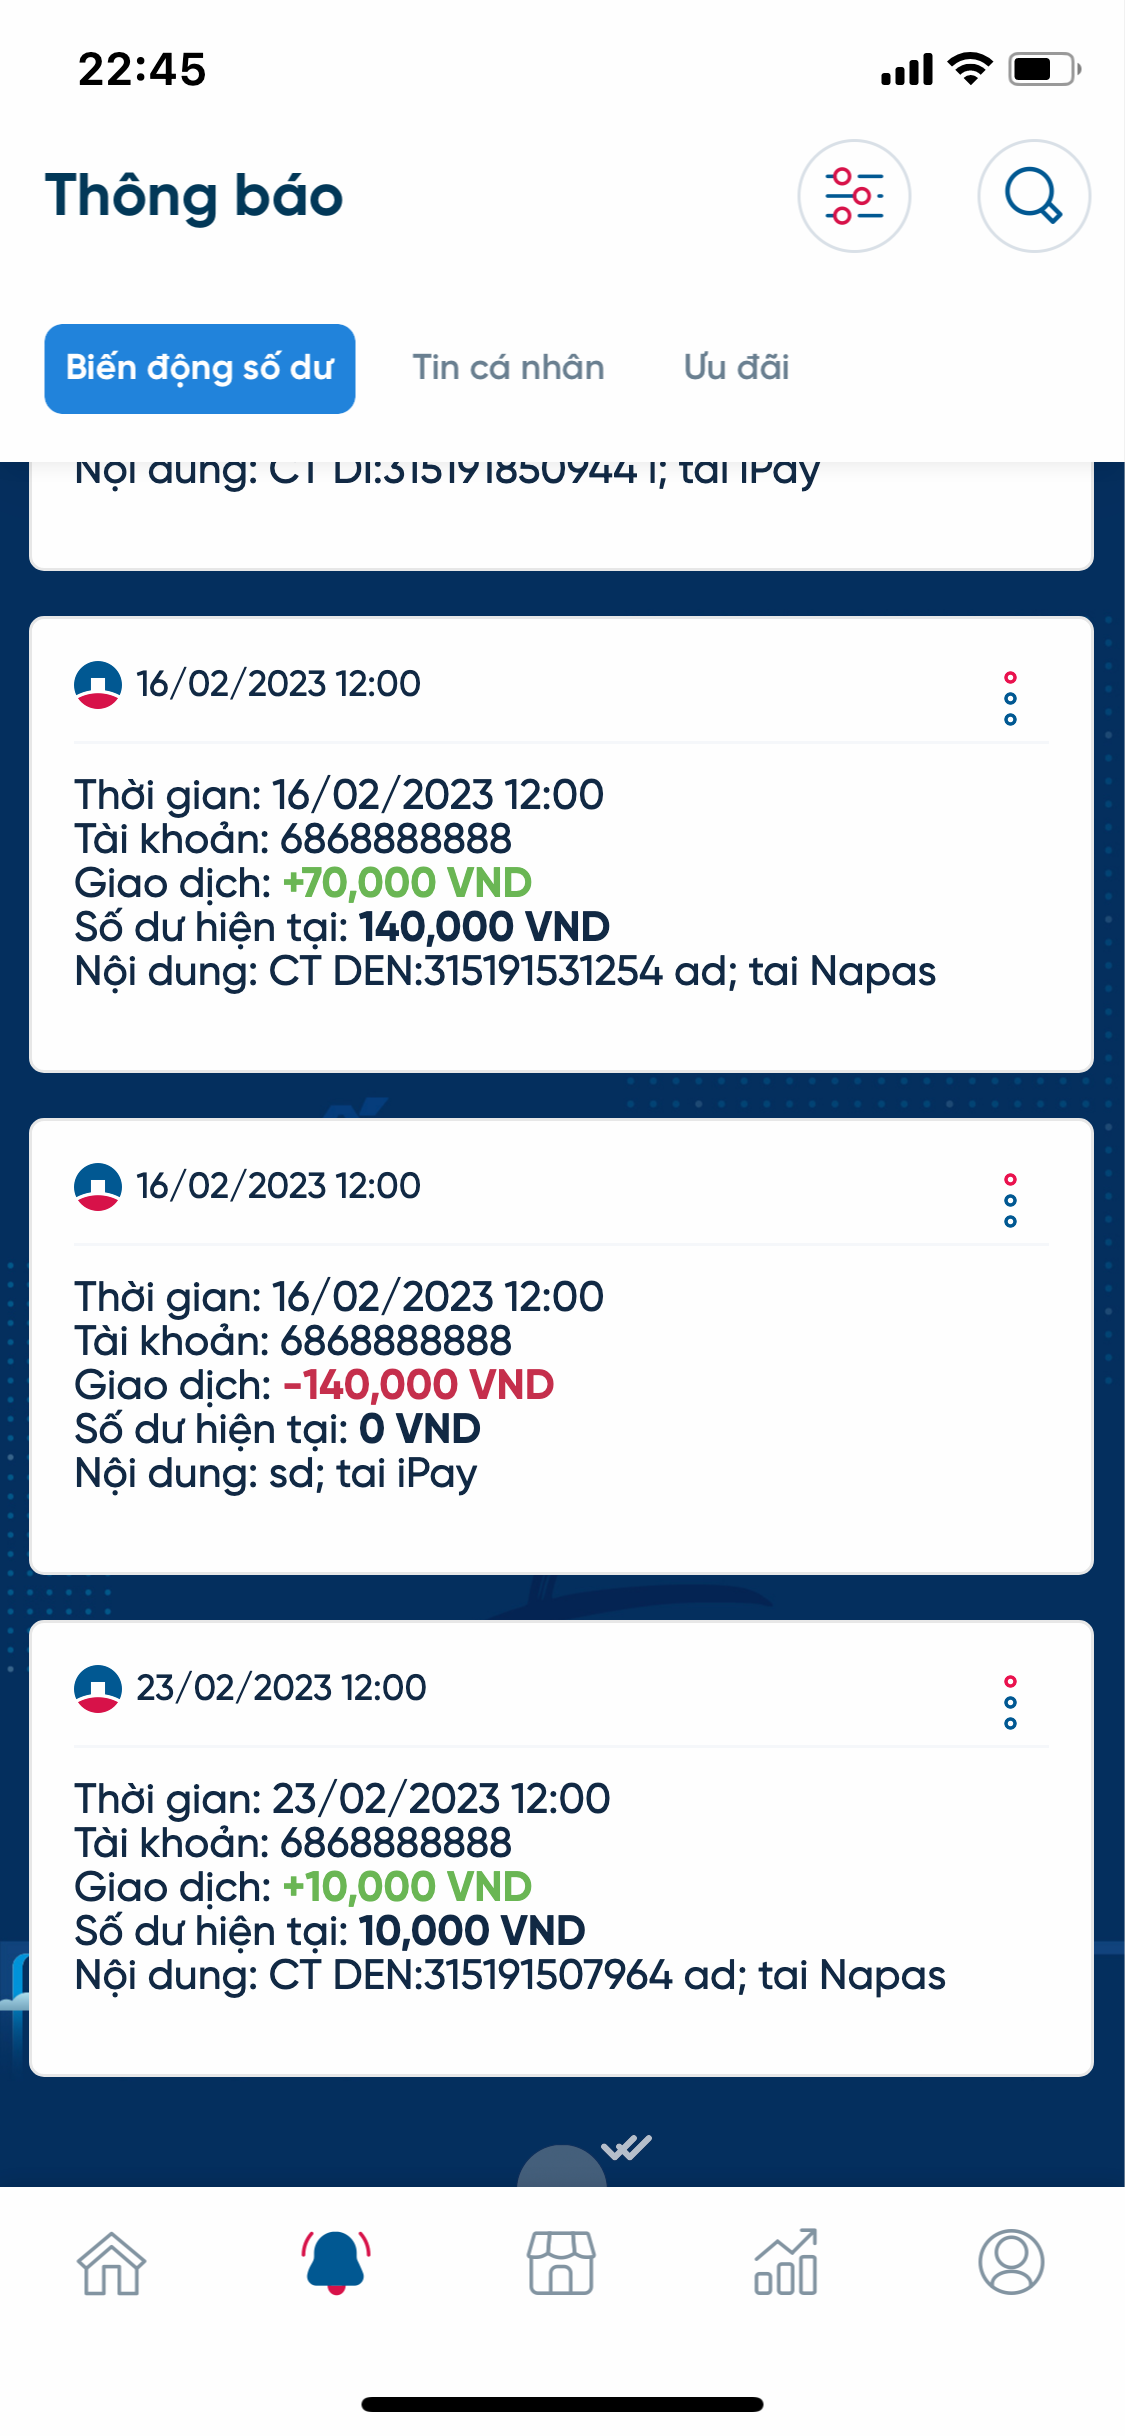 22:45
Thông báo
Biến động số dư
Tin cá nhân
Ưu đãi
Nội dung: CT DI:315191850944 I; tai iPay
16/02/2023 12:00
Thời gian: 16/02/2023 12:00
Tài khoản: 6868888888
Giao dịch: +70,000 VND
Số dư hiện tại: 140,000 VND
Nội dung: CT DEN:315191531254 ad; tai Napas
16/02/2023 12:00
Thời gian: 16/02/2023 12:00
Tài khoản: 6868888888
Giao dịch: -140,000 VND
Số dư hiện tại: 0 VND
Nội dung: sd; tai iPay
23/02/2023 12:00
Thời gian: 23/02/2023 12:00
Tài khoản: 6868888888
Giao dịch: +10,000 VND
Số dư hiện tại: 10,000 VND
Nội dung: CT DEN:315191507964 ad; tai Napas